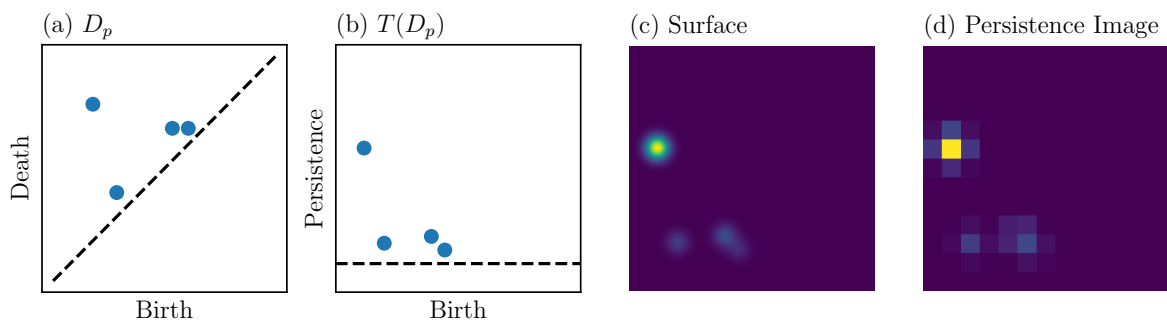 (a) $D_p$
(b) $T(D_p)$
(c) Surface
(d) Persistence Image
Death
Persistence
Birth
Birth